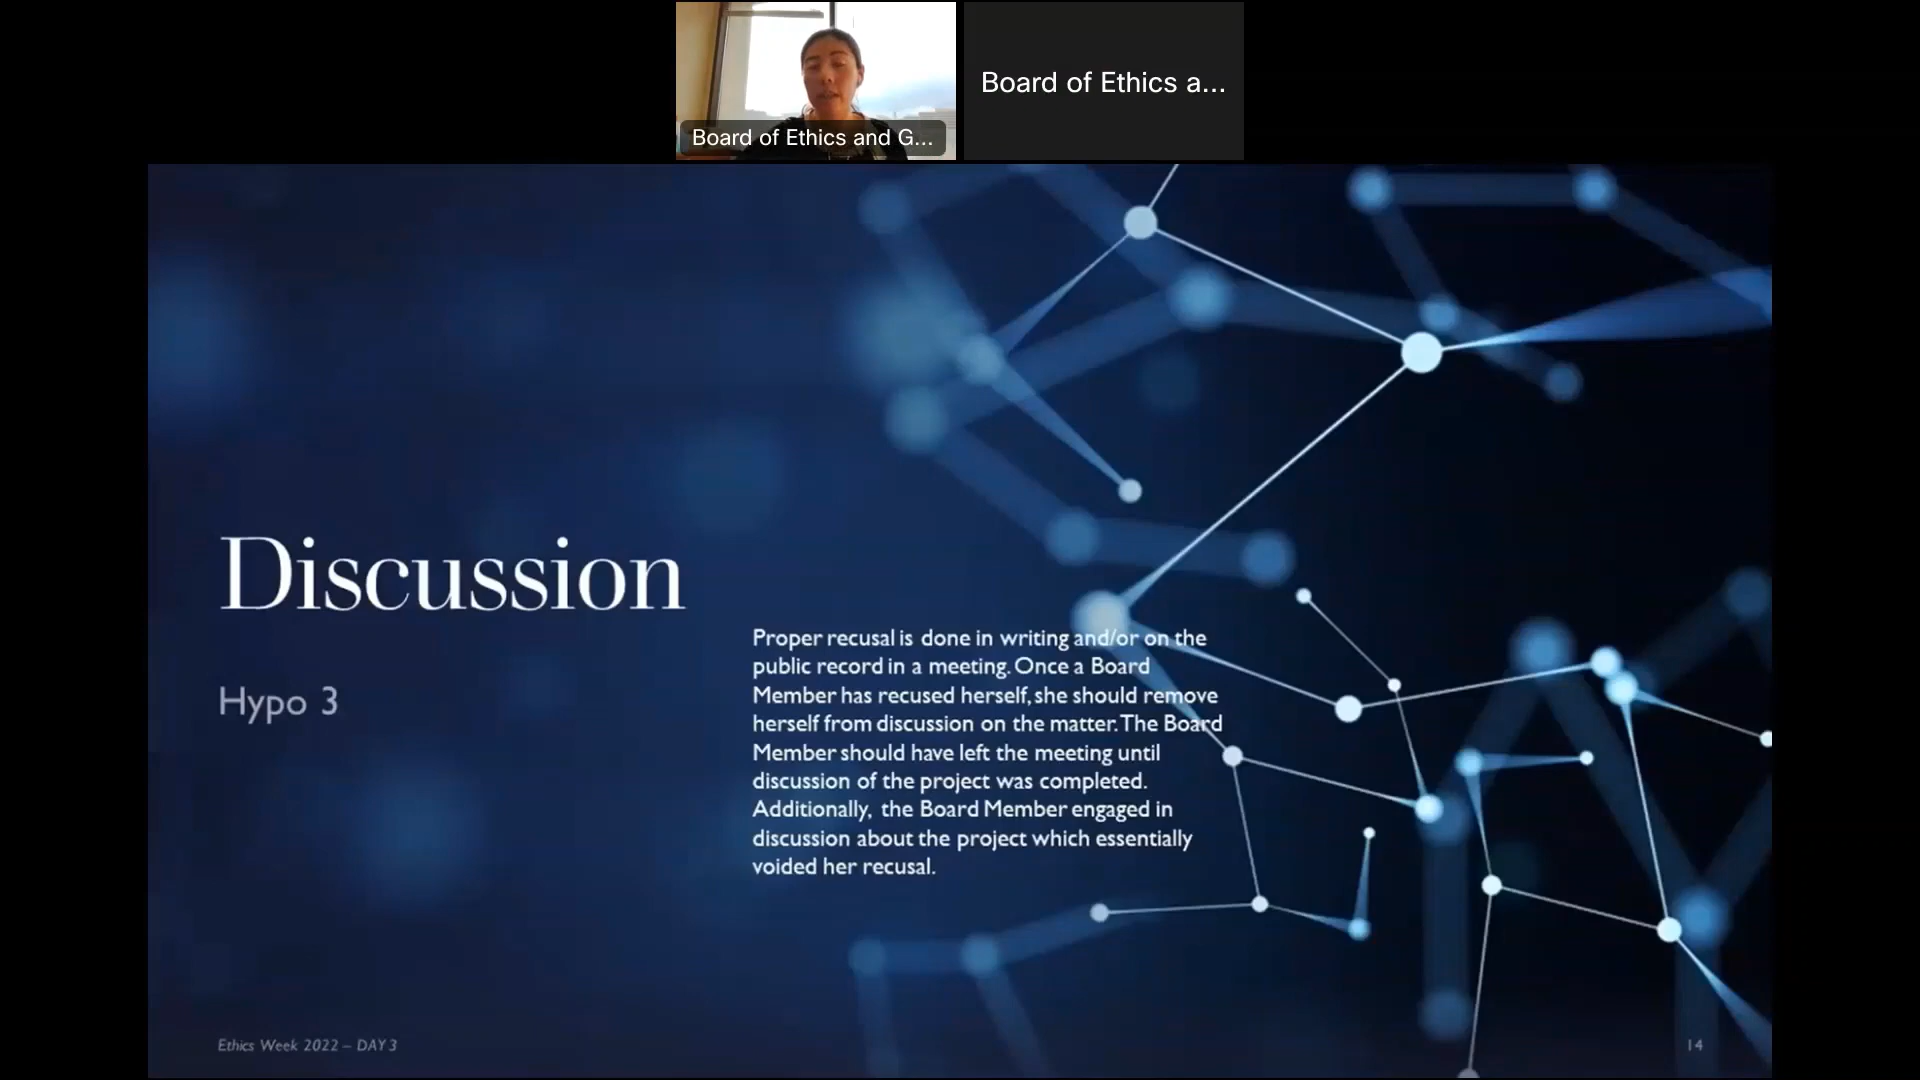 Board of Ethics and G...
Board of Ethics a...
Discussion
Hypo 3
Proper recusal is done in writing and/or on the
public record in a meeting. Once a Board
Member has recused herself, she should remove
herself from discussion on the matter. The Board
Member should have left the meeting until
discussion of the project was completed.
Additionally, the Board Member engaged in
discussion about the project which essentially
voided her recusal.
Ethics Week 2022 – DAY 3
14